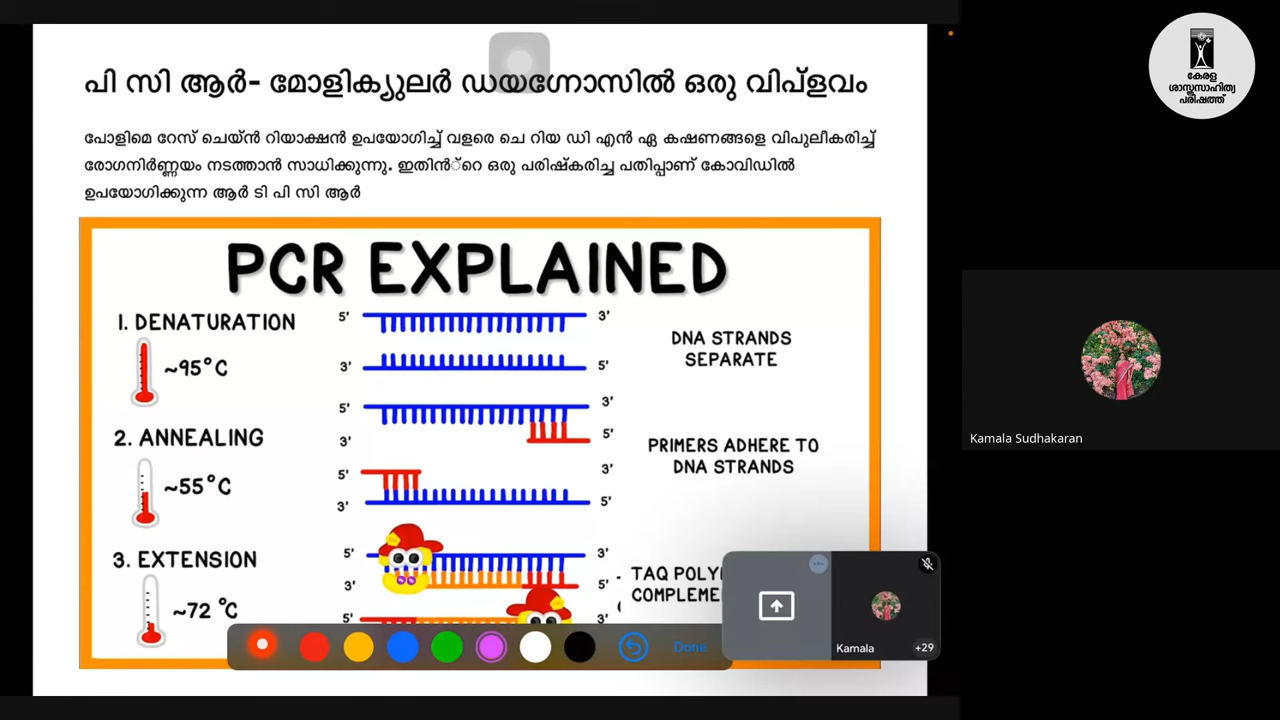 പി സി ആർ- മോളിക്യുലർ ഡയഗ്നോസിൽ ഒരു വിപ്ളവം
പോളിമെ റേസ് ചെയ്ൻ റിയാക്ഷൻ ഉപയോഗിച്ച് വളരെ ചെ റിയ ഡി എൻ ഏ കഷണങ്ങളെ വിപുലീകരിച്ച്
രോഗനിർണ്ണയം നടത്താൻ സാധിക്കുന്നു. ഇതിൻ്റെ ഒരു പരിഷ്കരിച്ച പതിപ്പാണ് കോവിഡിൽ
ഉപയോഗിക്കുന്ന ആർ ടി പി സി ആർ
PCR EXPLAINED
1. DENATURATION
~95°C
5' 3'
3' 5'
DNA STRANDS
SEPARATE
2. ANNEALING
~55°C
5' 3'
3' 5'
5' 3'
3' 5'
PRIMERS ADHERE TO
DNA STRANDS
3. EXTENSION
~72 °C
5' 3'
3' 5'
5' 3'
TAQ
Done
Kamala
+29
Kamala Sudhakaran
കേരള
ശാസ്ത്രസാഹിത്യ
പരിഷത്ത്